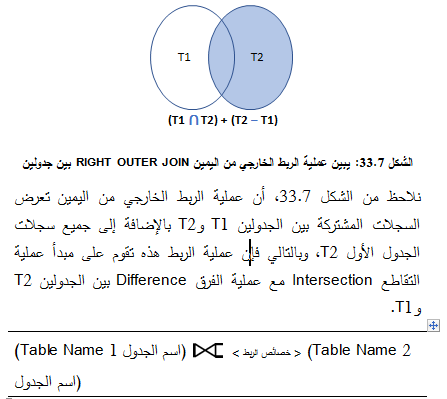 T1 T2
(T1 ⋂ T2) + (T2 – T1)
الشكل 33.7: يبين عملية الربط الخارجي من اليمين RIGHT OUTER JOIN بين جدولين
نلاحظ من الشكل 33.7، أن عملية الربط الخارجي من اليمين تعرض
السجلات المشتركة بين الجدولين T1 وT2 بالإضافة إلى جميع سجلات
الجدول الأول T2، وبالتالي فإن عملية الربط هذه تقوم على مبدأ عملية
التقاطع Intersection مع عملية الفرق Difference بين الجدولين T2
وT1.
(Table Name 1 اسم الجدول) ⟖ < خصائص الربط > (Table Name 2
اسم الجدول)